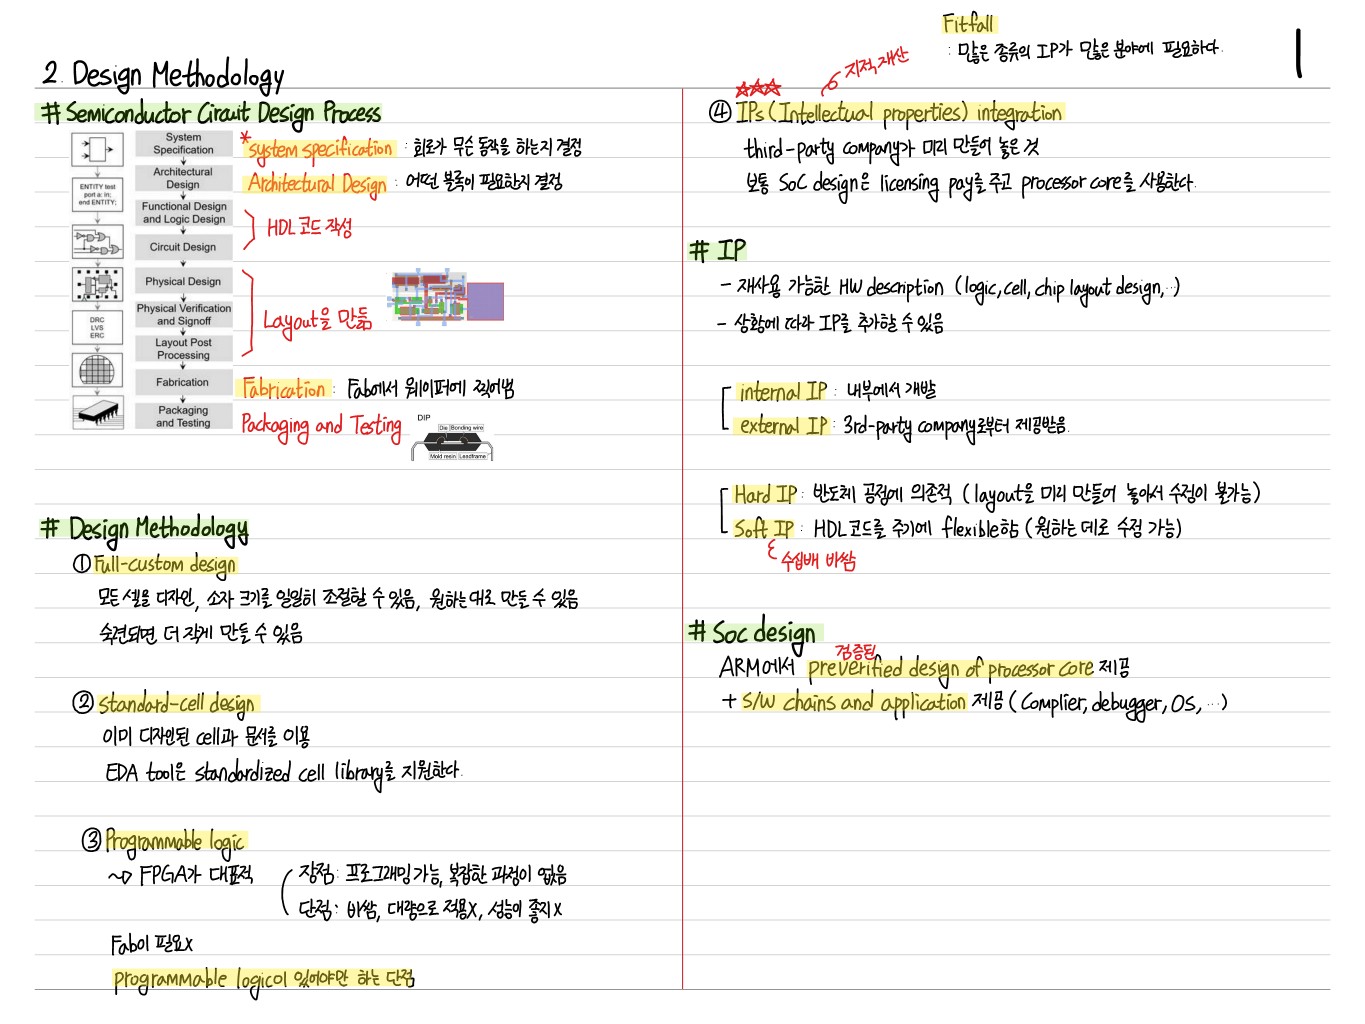 Fitfall
: 많은 종류의 IP가 많은 분야에 필요하다.
1
2. Design Methodology
# Semiconductor Circuit Design Process
System Specification
Architectural Design
Functional Design and Logic Design
Circuit Design
Physical Design
Physical Verification and Signoff
Layout Post Processing
Fabrication
Packaging and Testing
ENTITY test
port a: in;
end ENTITY;
DRC
LVS
ERC
*system specification : 회로가 무슨 동작을 하는지 결정
Architectural Design : 어떤 블록이 필요한지 결정
HDL 코드 작성
Layout을 만듦
Fabrication : Fab에서 웨이퍼에 찍어냄
Packaging and Testing
DIP
Die Bonding wire
Mold resin Leadframe
# Design Methodology
① Full-custom design
모든 셀을 디자인, 소자 크기를 일일히 조절할 수 있음, 원하는대로 만들 수 있음
숙련되면 더 작게 만들 수 있음
② standard-cell design
이미 디자인된 cell과 문서를 이용
EDA tool은 standardized cell library를 지원한다.
③ Programmable logic
~> FPGA가 대표적
장점: 프로그래밍 가능, 복잡한 과정이 없음
단점: 비쌈, 대량으로 적용X, 성능이 좋지X
Fab이 필요X
programmable logic이 있어야만 하는 단점
지적재산
④ IPs (Intellectual properties) integration
third-party company가 미리 만들어 놓은 것
보통 SoC design은 licensing pay를 주고 processor core를 사용한다.
# IP
- 재사용 가능한 HW description (logic, cell, chip layout design, ..)
- 상황에 따라 IP를 추가할 수 있음
internal IP : 내부에서 개발
external IP : 3rd-party company로부터 제공받음.
Hard IP : 반도체 공정에 의존적 (layout을 미리 만들어 놓아서 수정이 불가능)
Soft IP : HDL 코드를 주기에 flexible함 (원하는 데로 수정 가능)
수십배 비쌈
# Soc design
검증된
ARM에서 preverified design of processor core 제공
+ S/W chains and application 제공 (Complier, debugger, OS, ...)